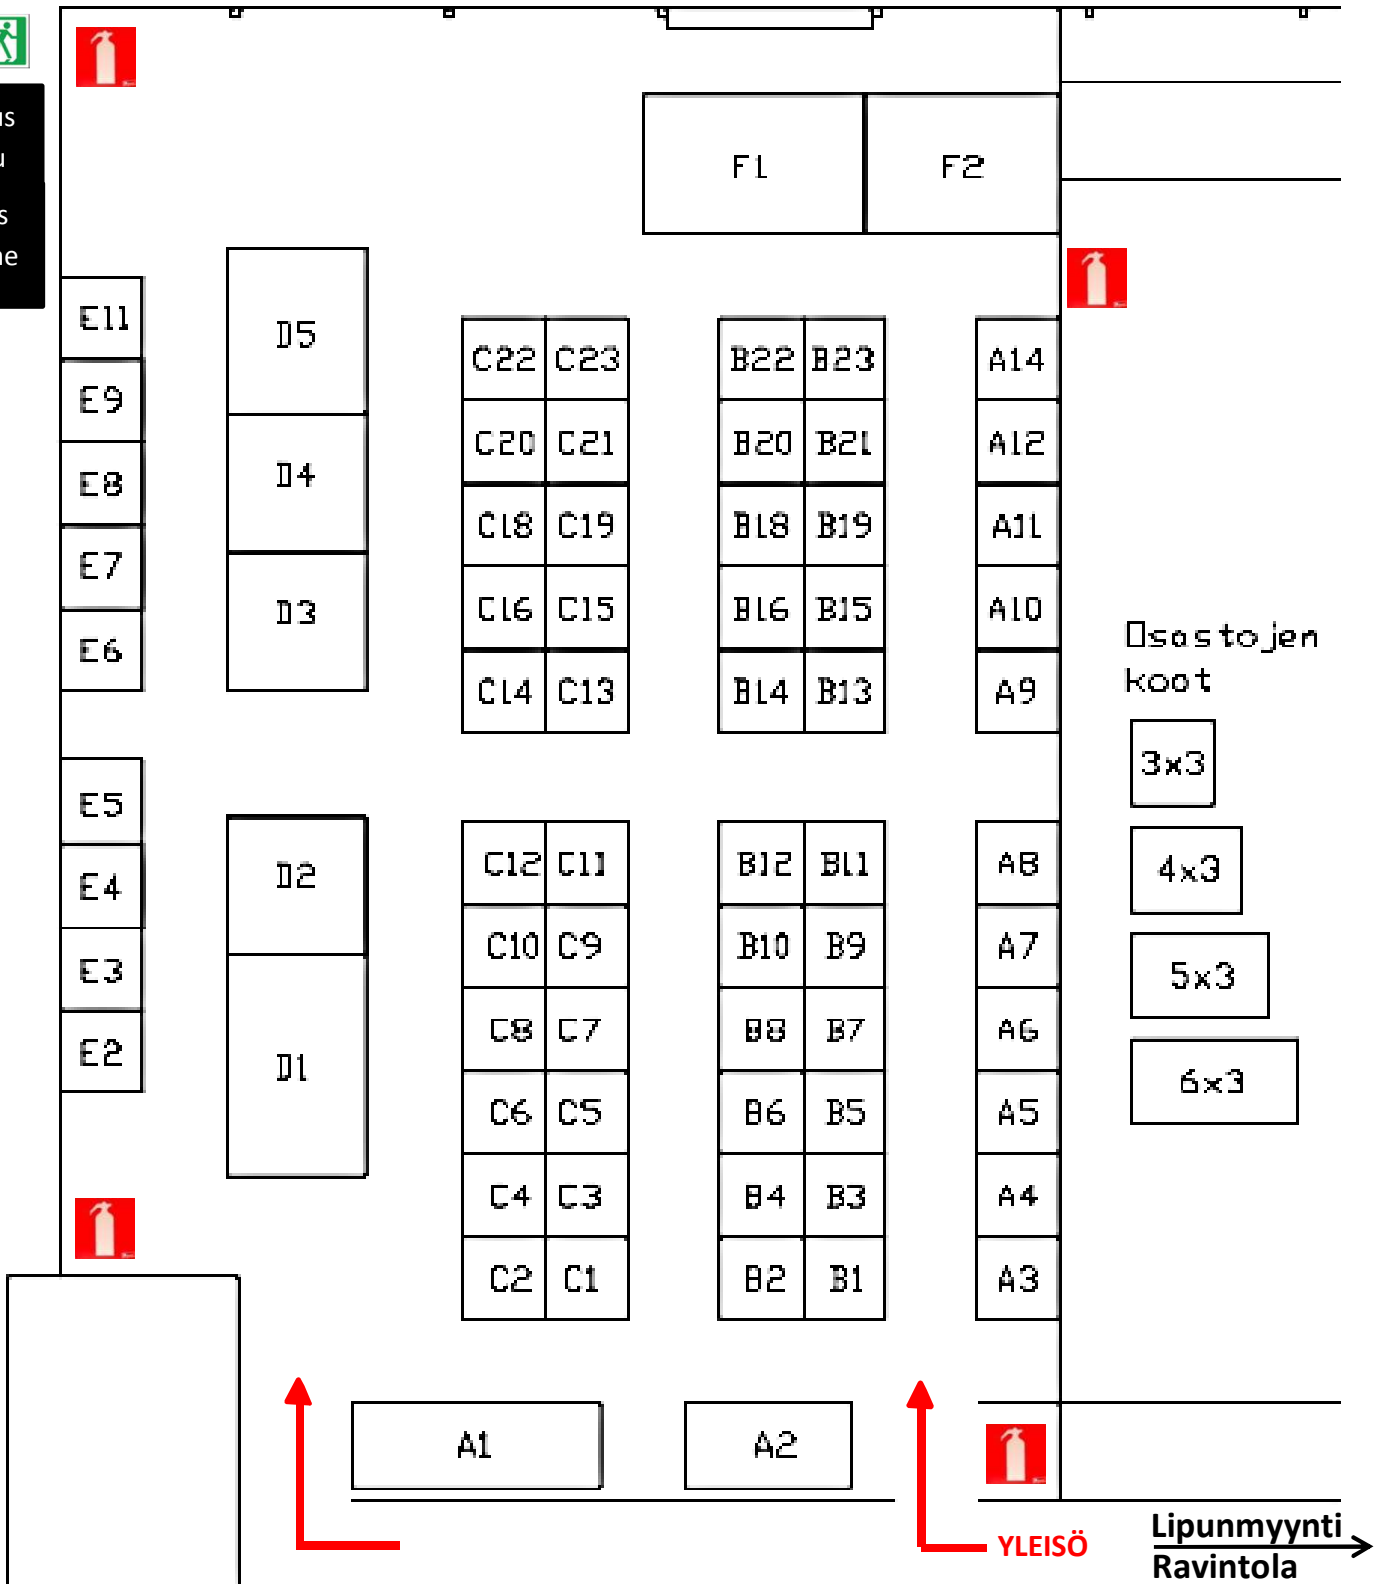 us
u
s
ne
F1 F2
E11 D5 C22 C23 B22 B23 A14
E9 C20 C21 B20 B21 A12
E8 D4 C18 C19 B18 B19 A11
E7 D3 C16 C15 B16 B15 A10
E6 C14 C13 B14 B13 A9
Osastojen
koot
3x3
4x3
5x3
6x3
E5 D2 C12 C11 B12 B11 A8
E4 C10 C9 B10 B9 A7
E3 C8 C7 B8 B7 A6
E2 D1 C6 C5 B6 B5 A5
C4 C3 B4 B3 A4
C2 C1 B2 B1 A3
A1 A2
YLEISÖ
Lipunmyynti
Ravintola